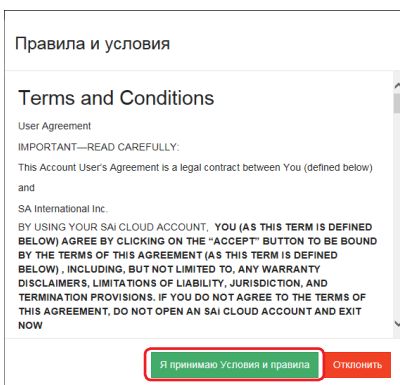 Правила и условия
Terms and Conditions
User Agreement
IMPORTANT—READ CAREFULLY:
This Account User's Agreement is a legal contract between You (defined below)
and
SA International Inc.
BY USING YOUR SAi CLOUD ACCOUNT, YOU (AS THIS TERM IS DEFINED
BELOW) AGREE BY CLICKING ON THE “ACCEPT” BUTTON TO BE BOUND
BY THE TERMS OF THIS AGREEMENT (AS THIS TERM IS DEFINED
BELOW) , INCLUDING, BUT NOT LIMITED TO, ANY WARRANTY
DISCLAIMERS, LIMITATIONS OF LIABILITY, JURISDICTION, AND
TERMINATION PROVISIONS. IF YOU DO NOT AGREE TO THE TERMS OF
THIS AGREEMENT, DO NOT OPEN AN SAi CLOUD ACCOUNT AND EXIT
NOW
Я принимаю Условия и правила
Отклонить